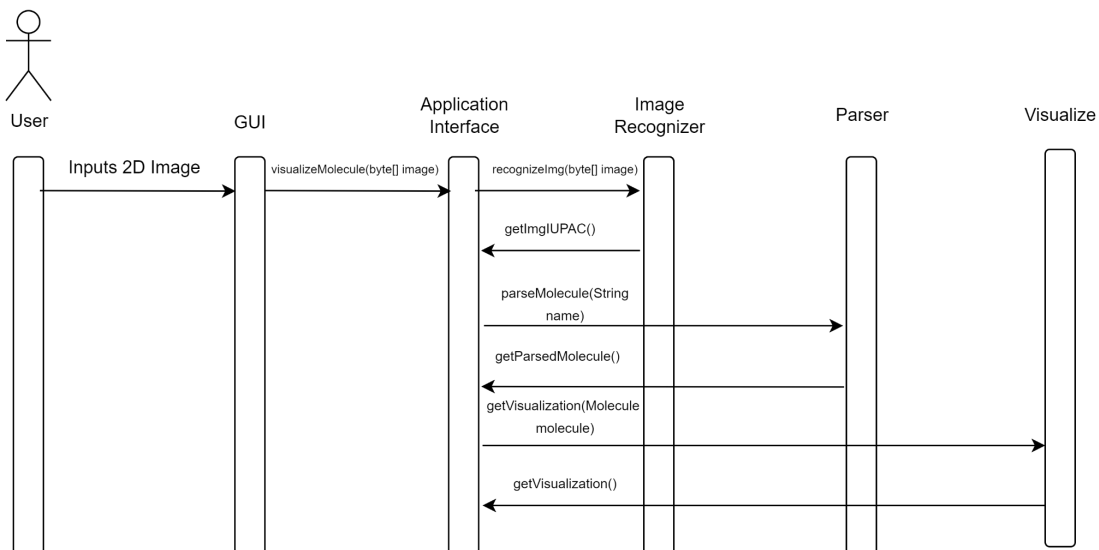 User
GUI
Application
Interface
Image
Recognizer
Parser
Visualize
Inputs 2D Image
visualizeMolecule(byte[] image)
recognizeImg(byte[] image)
getImgIUPAC()
parseMolecule(String
name)
getParsedMolecule()
getVisualization(Molecule
molecule)
getVisualization()